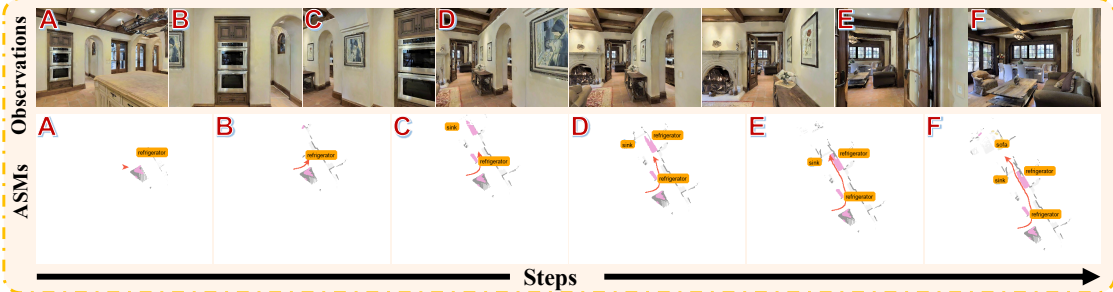 Observations
A B C D E F
ASMs
A B C D E F
refrigerator
refrigerator
sink
refrigerator
refrigerator
sink
refrigerator
refrigerator
sink
refrigerator
sofa
refrigerator
sink
refrigerator
Steps